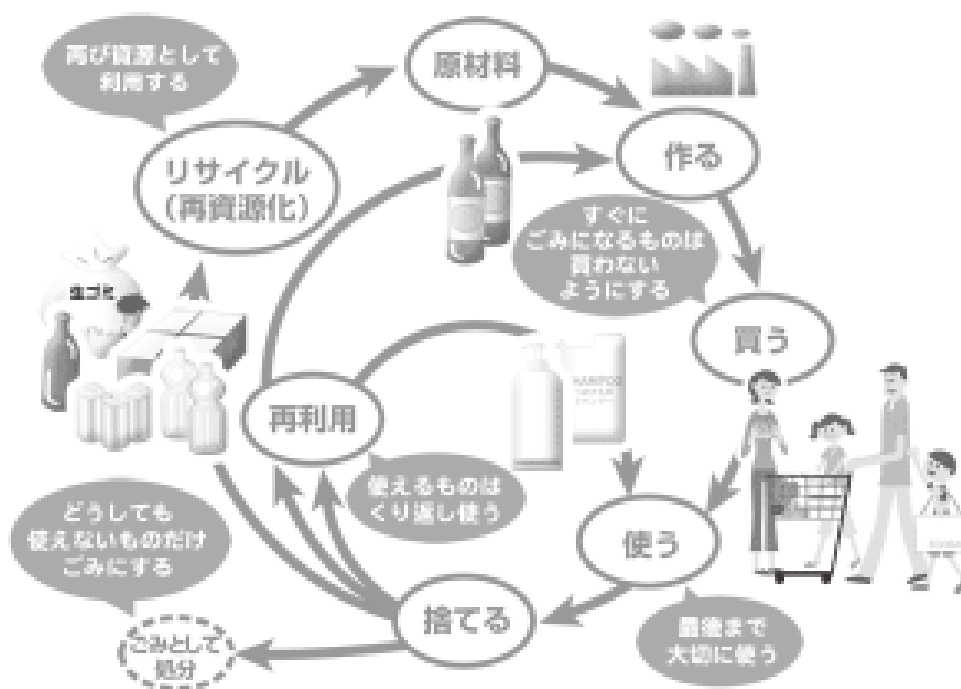 再び資源として
利用する
原材料
作る
リサイクル
(再資源化)
すぐに
ごみになるものは
買わない
ようにする
生ゴミ
買う
再利用
使えるものは
くり返し使う
どうしても
使えないものだけ
ごみにする
使う
捨てる
最後まで
大切に使う
ごみとして
処分